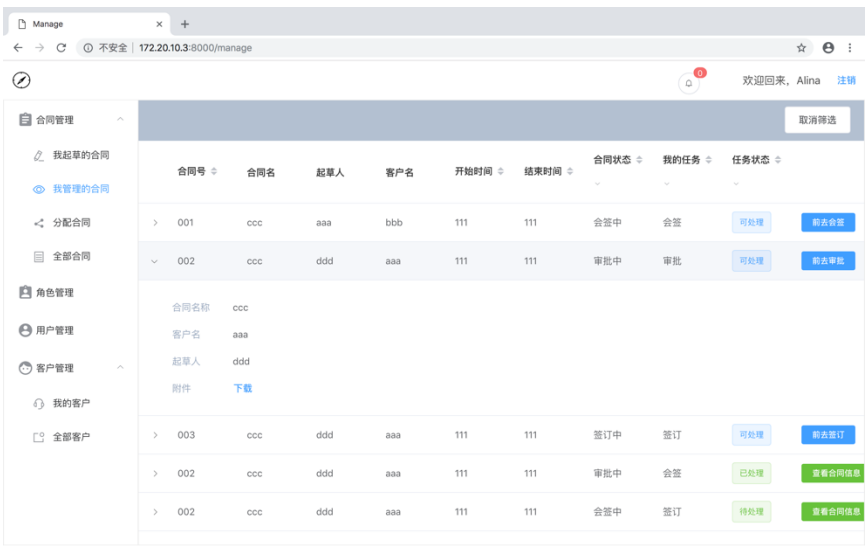 Manage
不安全 | 172.20.10.3:8000/manage
0
欢迎回来，Alina 注销
合同管理
我起草的合同
我管理的合同
分配合同
全部合同
角色管理
用户管理
客户管理
我的客户
全部客户
取消筛选
合同号 合同名 起草人 客户名 开始时间 结束时间 合同状态 我的任务 任务状态
001 ccc aaa bbb 111 111 会签中 会签 可处理 前去会签
002 ccc ddd aaa 111 111 审批中 审批 可处理 前去审批
合同名称 ccc
客户名 aaa
起草人 ddd
附件 下载
003 ccc ddd aaa 111 111 签订中 签订 可处理 前去签订
002 ccc ddd aaa 111 111 审批中 会签 已处理 查看合同信息
002 ccc ddd aaa 111 111 会签中 签订 待处理 查看合同信息